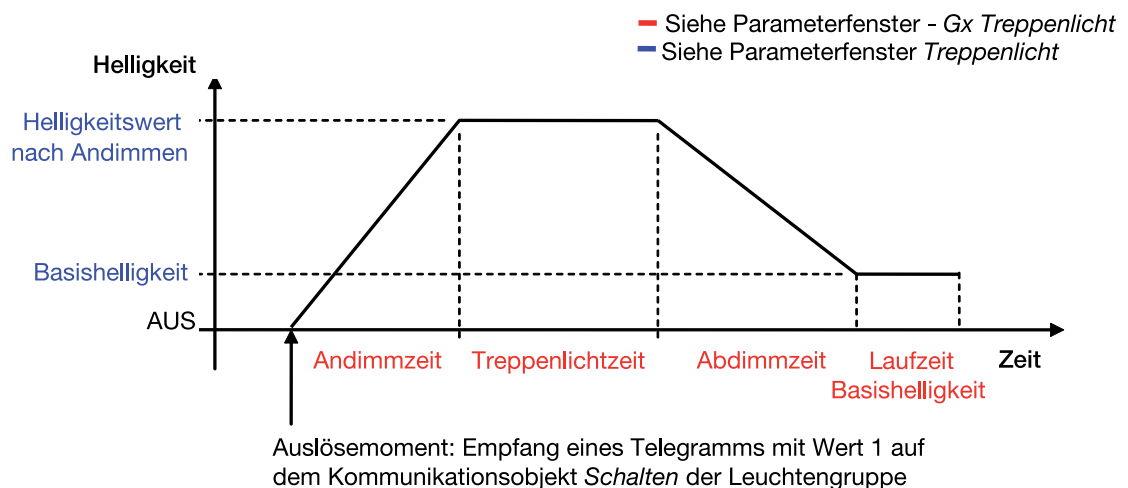 Siehe Parameterfenster - Gx Treppenlicht
Siehe Parameterfenster Treppenlicht
Helligkeit
Helligkeitswert
nach Andimmen
Basishelligkeit
AUS
Andimmzeit
Treppenlichtzeit
Abdimmzeit
Laufzeit
Basishelligkeit
Zeit
Auslösemoment: Empfang eines Telegramms mit Wert 1 auf
dem Kommunikationsobjekt Schalten der Leuchtengruppe